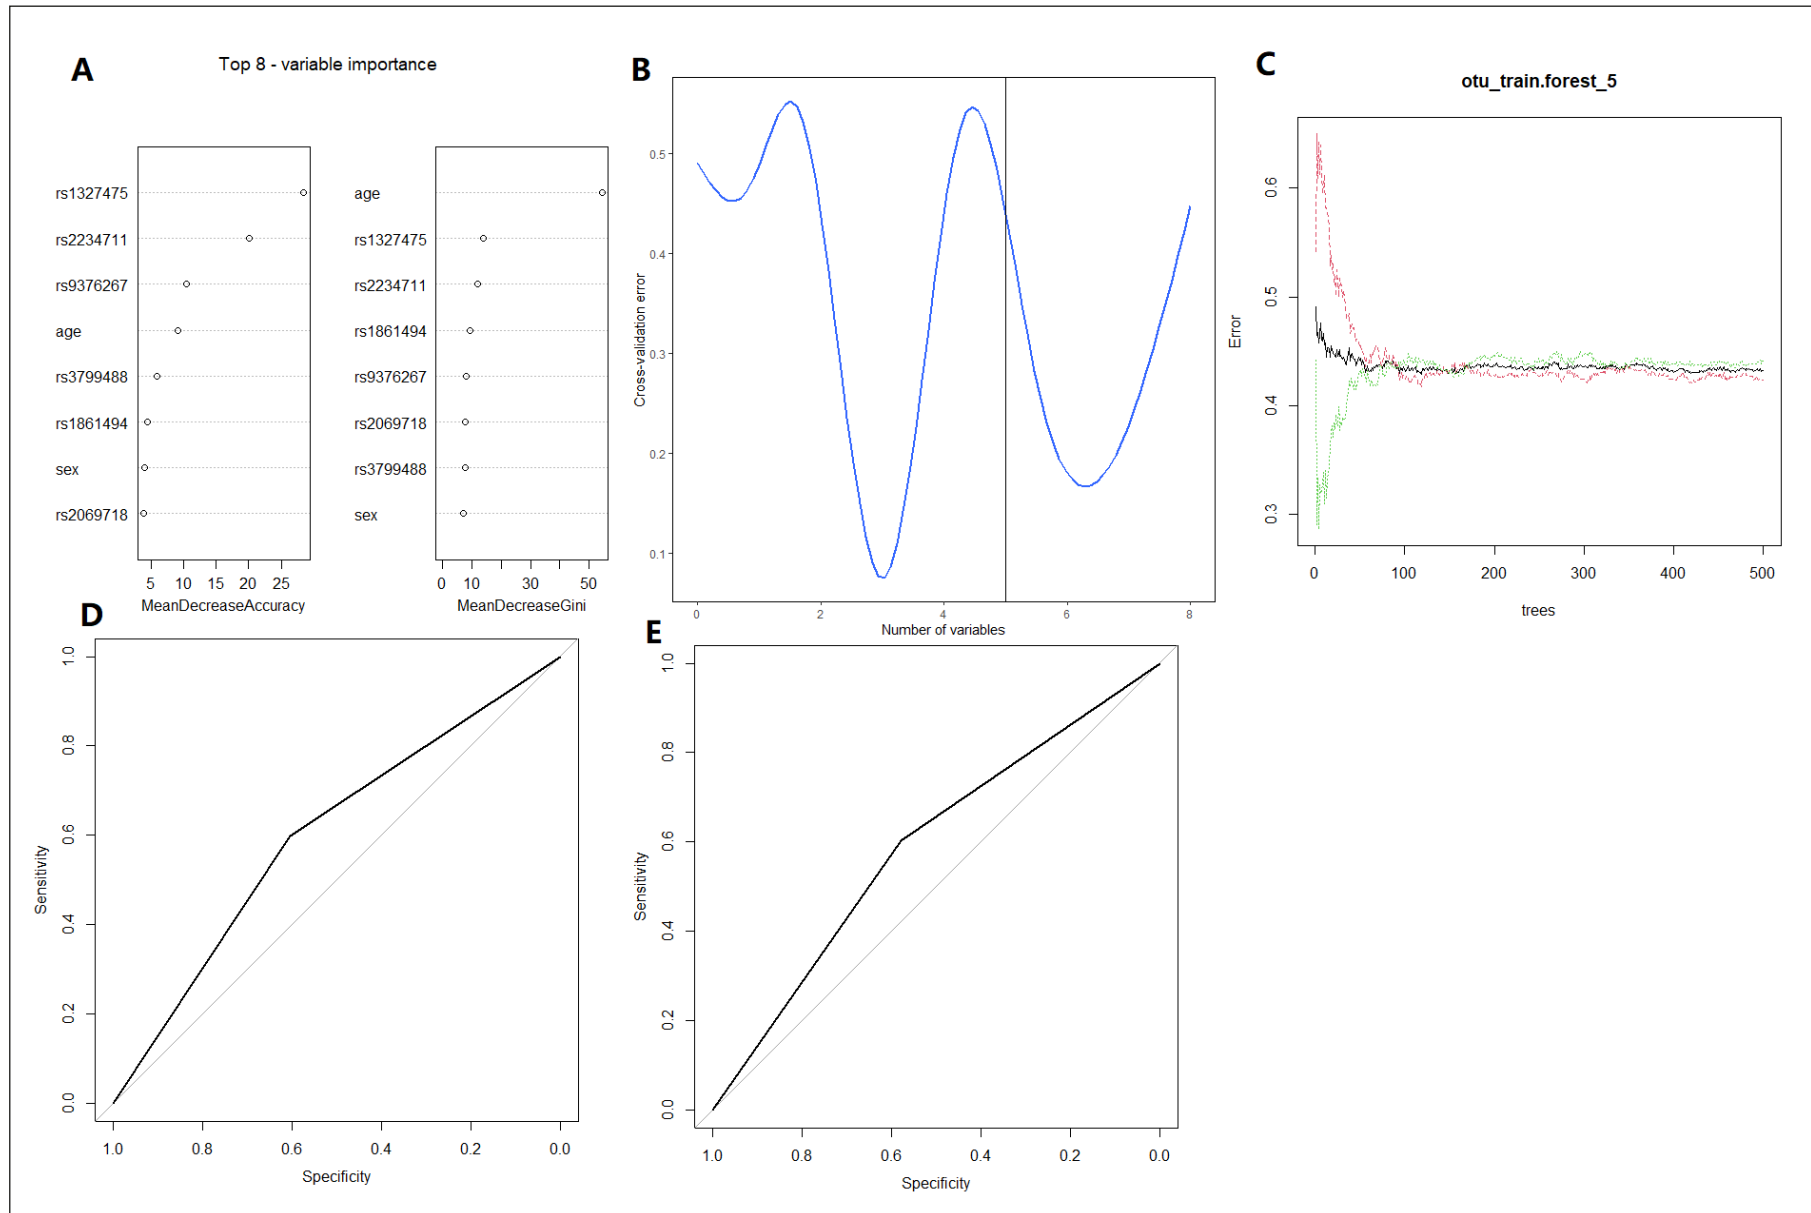 A
Top 8 - variable importance
rs1327475
rs2234711
rs9376267
age
rs3799488
rs1861494
sex
rs2069718
5 10 15 20 25
MeanDecreaseAccuracy
age
rs1327475
rs2234711
rs1861494
rs9376267
rs2069718
rs3799488
sex
0 10 30 50
MeanDecreaseGini
B
Cross-validation error
0.5
0.4
0.3
0.2
0.1
0 2 4 6 8
Number of variables
C
otu_train.forest_5
Error
0.6
0.5
0.4
0.3
0 100 200 300 400 500
trees
D
Sensitivity
1.0
0.8
0.6
0.4
0.2
0.0
1.0 0.8 0.6 0.4 0.2 0.0
Specificity
E
Sensitivity
1.0
0.8
0.6
0.4
0.2
0.0
1.0 0.8 0.6 0.4 0.2 0.0
Specificity